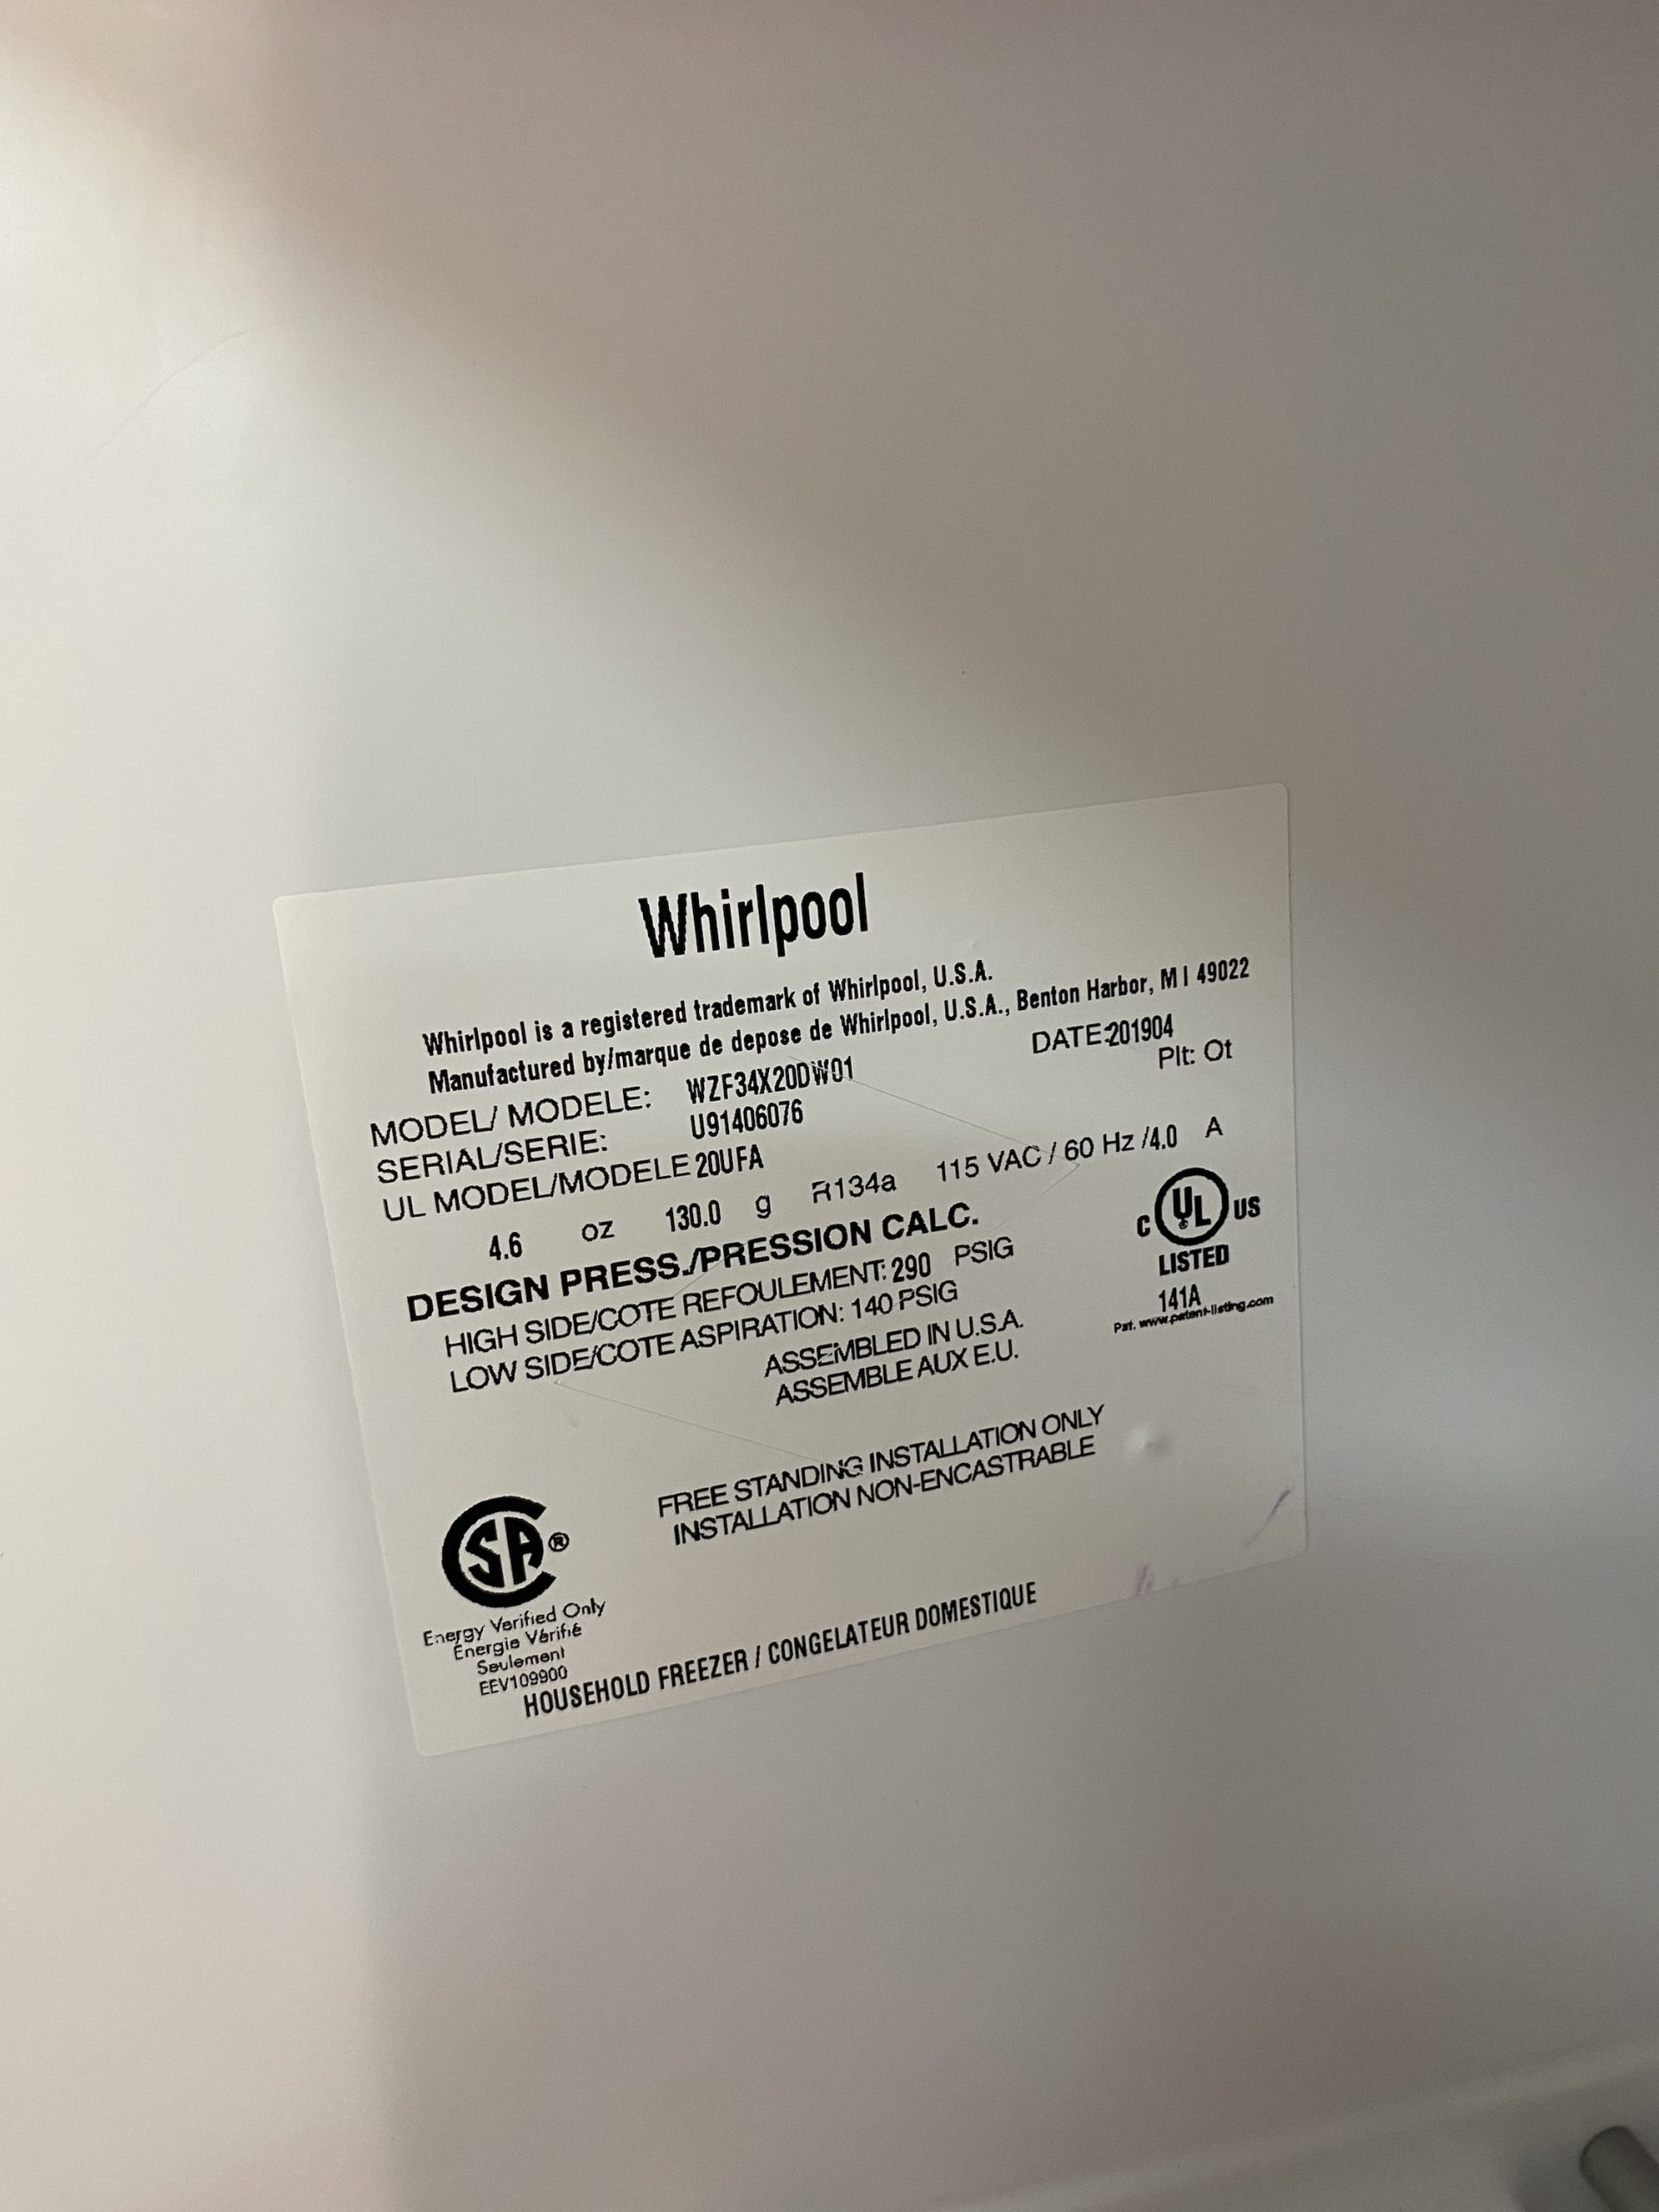 Whirlpool
Whirlpool is a registered trademark of Whirlpool, U.S.A.
Manufactured by/marque de depose de Whirlpool, U.S.A., Benton Harbor, M I 49022
MODEL/ MODELE: WZF34X20DW01 DATE:201904
SERIAL/SERIE: U91406076 Plt: Ot
UL MODEL/MODELE 20UFA
4.6 oz 130.0 g R134a 115 VAC / 60 Hz /4.0 A
DESIGN PRESS./PRESSION CALC.
HIGH SIDE/COTE REFOULEMENT: 290 PSIG
LOW SIDE/COTE ASPIRATION: 140 PSIG
C UL US
®
LISTED
141A
Pat. www.patent-listing.com
ASSEMBLED IN U.S.A.
ASSEMBLE AUX E.U.
FREE STANDING INSTALLATION ONLY
INSTALLATION NON-ENCASTRABLE
CSA®
Energy Verified Only
Énergie Vérifié
Seulement
EEV109900
HOUSEHOLD FREEZER / CONGELATEUR DOMESTIQUE